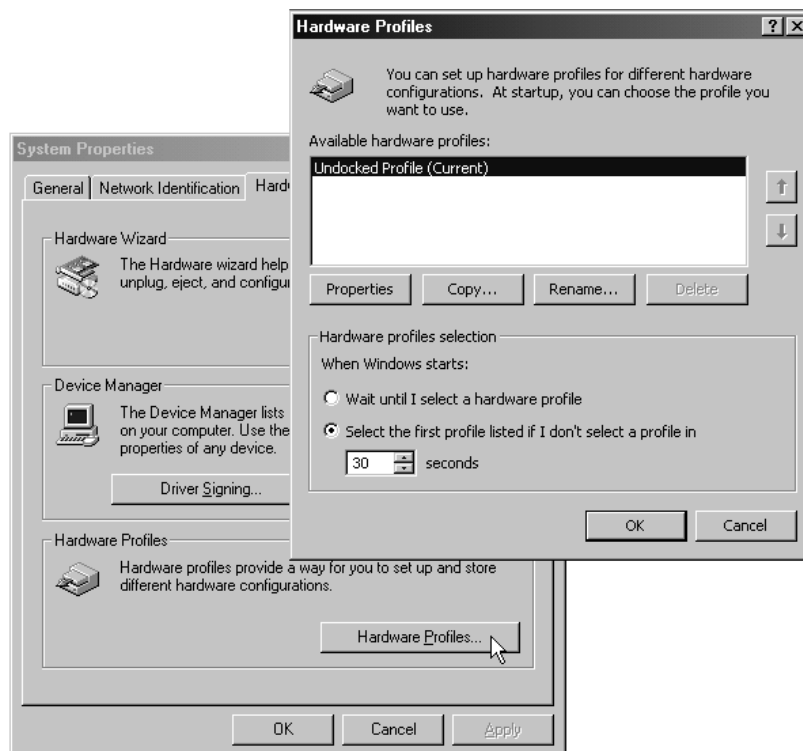 Hardware Profiles
You can set up hardware profiles for different hardware
configurations. At startup, you can choose the profile you
want to use.
Available hardware profiles:
Undocked Profile (Current)
Properties
Copy...
Rename...
Delete
Hardware profiles selection
When Windows starts:
Wait until I select a hardware profile
Select the first profile listed if I don't select a profile in
30 seconds
OK
Cancel
System Properties
General
Network Identification
Hardware Wizard
The Hardware wizard help
unplug, eject, and
Device Manager
The Device Manager lists
on your computer. Use the
properties of any device.
Driver Signing...
Hardware Profiles
Hardware profiles provide a way for you to set up and store
different hardware configurations.
Hardware Profiles...
OK
Cancel
Apply